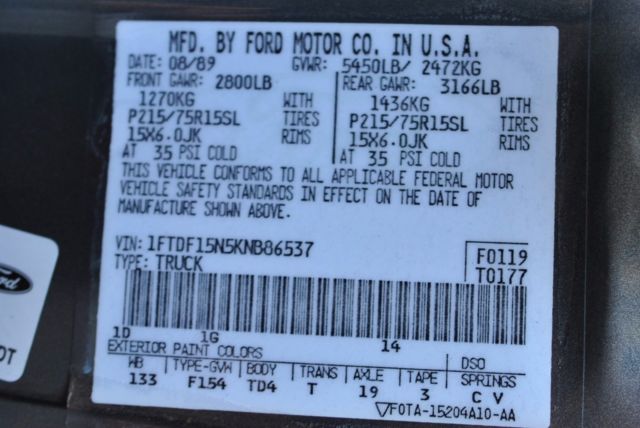 MFD. BY FORD MOTOR CO. IN U.S.A.
DATE: 08/89 GVWR: 5450LB/ 2472KG
FRONT GAWR: 2800LB REAR GAWR: 3166LB
1270KG WITH 1436KG WITH
P215/75R15SL TIRES P215/75R15SL TIRES
15X6.0JK RIMS 15X6.0JK RIMS
AT 35 PSI COLD AT 35 PSI COLD
THIS VEHICLE CONFORMS TO ALL APPLICABLE FEDERAL MOTOR
VEHICLE SAFETY STANDARDS IN EFFECT ON THE DATE OF
MANUFACTURE SHOWN ABOVE.
VIN: 1FTDF15N5KNB86537 F0119
TYPE: TRUCK T0177
Ford
1D 1G 14
EXTERIOR PAINT COLORS DSO
WB TYPE-GVW BODY TRANS AXLE TAPE SPRINGS
133 F154 TD4 T 19 3 C V
F0TA-15204A10-AA